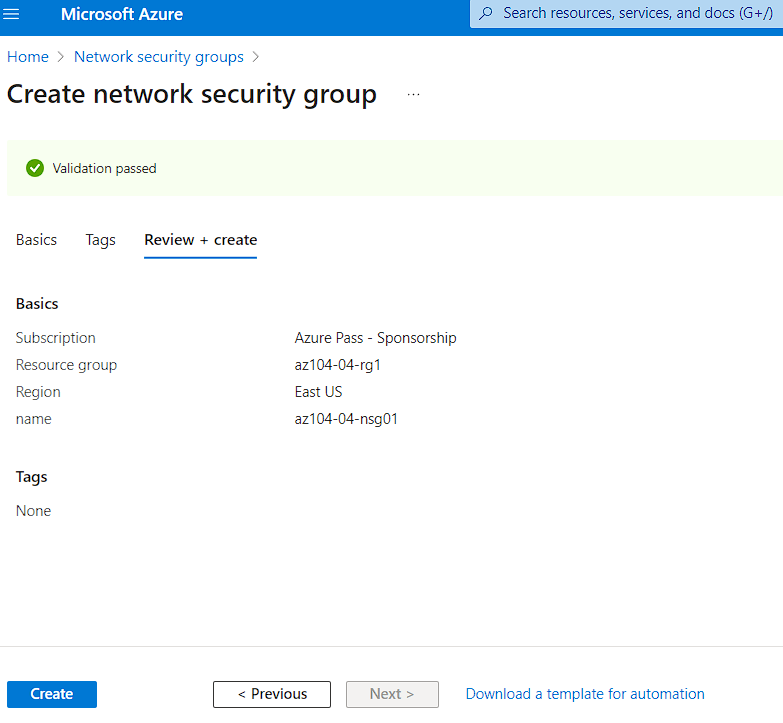 Microsoft Azure
Search resources, services, and docs (G+/)
Home > Network security groups >
Create network security group ...
Validation passed
Basics Tags Review + create
Basics
Subscription Azure Pass - Sponsorship
Resource group az104-04-rg1
Region East US
name az104-04-nsg01
Tags
None
Create < Previous Next > Download a template for automation